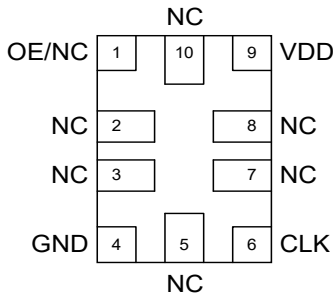 NC
OE/NC 1 10 9 VDD
NC 2 8 NC
NC 3 7 NC
GND 4 5 6 CLK
NC